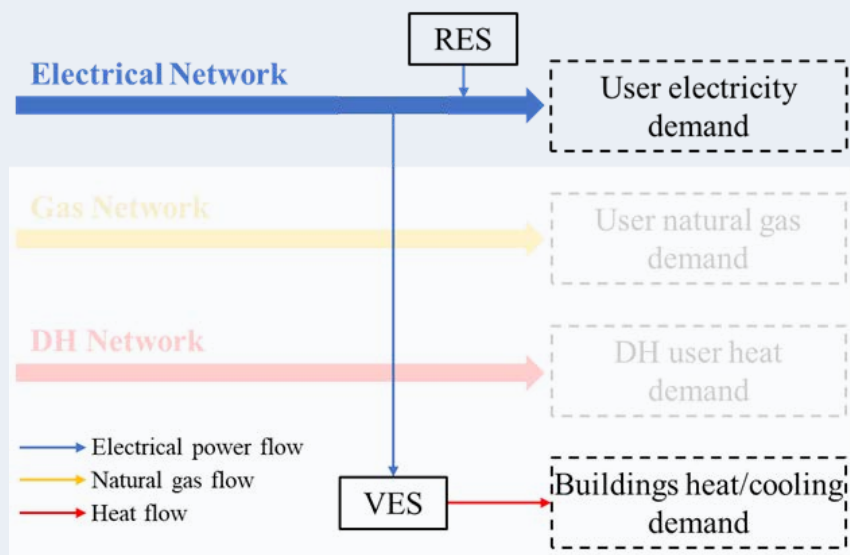 RES
Electrical Network
User electricity
demand
Gas Network
User natural gas
demand
DH Network
DH user heat
demand
Electrical power flow
Natural gas flow
Heat flow
VES
Buildings heat/cooling
demand